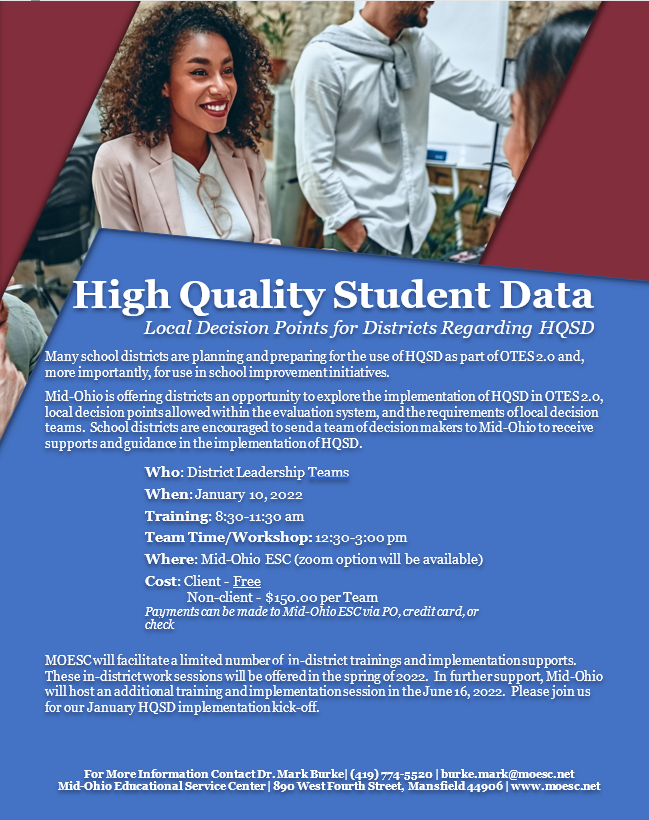 High Quality Student Data
Local Decision Points for Districts Regarding HQSD
Many school districts are planning and preparing for the use of HQSD as part of OTES 2.0 and,
more importantly, for use in school improvement initiatives.
Mid-Ohio is offering districts an opportunity to explore the implementation of HQSD in OTES 2.0,
local decision points allowed within the evaluation system, and the requirements of local decision
teams. School districts are encouraged to send a team of decision makers to Mid-Ohio to receive
supports and guidance in the implementation of HQSD.
Who: District Leadership Teams
When: January 10, 2022
Training: 8:30-11:30 am
Team Time/Workshop: 12:30-3:00 pm
Where: Mid-Ohio ESC (zoom option will be available)
Cost: Client - Free
Non-client - $150.00 per Team
Payments can be made to Mid-Ohio ESC via PO, credit card, or
check
MOESC will facilitate a limited number of in-district trainings and implementation supports.
These in-district work sessions will be offered in the spring of 2022. In further support, Mid-Ohio
will host an additional training and implementation session in the June 16, 2022. Please join us
for our January HQSD implementation kick-off.
For More Information Contact Dr. Mark Burke| (419) 774-5520 | burke.mark@moesc.net
Mid-Ohio Educational Service Center | 890 West Fourth Street, Mansfield 44906 | www.moesc.net